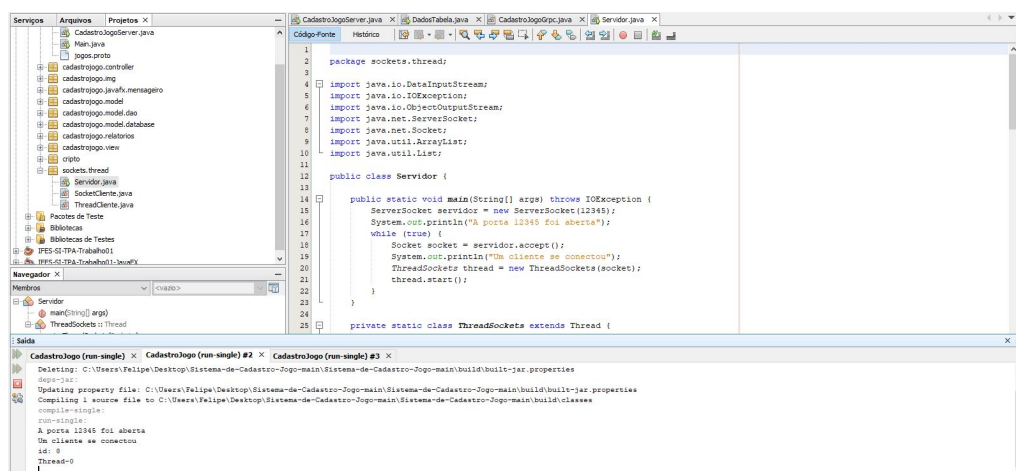 Serviços Arquivos Projetos
CadastroJogoServer.java
Main.java
jogos.proto
cadastrojogo.controller
cadastrojogo.img
cadastrojogo.javafx.mensageiro
cadastrojogo.model
cadastrojogo.model.dao
cadastrojogo.model.database
cadastrojogo.relatorios
cadastrojogo.view
cripto
sockets.thread
Servidor.java
SocketCliente.java
ThreadCliente.java
Pacotes de Teste
Bibliotecas
Bibliotecas de Testes
IFES-SI-TPA-Trabalho01
IFES-SI-TPA-Trabalho01-JavaFX
Navegador
Membros <vazio>
Servidor
main(String[] args)
ThreadSockets :: Thread
CadastroJogoServer.java DadosTabela.java CadastroJogoGrpc.java Servidor.java
Código-Fonte Histórico
1
2 package sockets.thread;
3
4 import java.io.DataInputStream;
5 import java.io.IOException;
6 import java.io.ObjectOutputStream;
7 import java.net.ServerSocket;
8 import java.net.Socket;
9 import java.util.ArrayList;
10 import java.util.List;
11
12 public class Servidor {
13
14 public static void main(String[] args) throws IOException {
15 ServerSocket servidor = new ServerSocket(12345);
16 System.out.println("A porta 12345 foi aberta");
17 while (true) {
18 Socket socket = servidor.accept();
19 System.out.println("Um cliente se conectou");
20 ThreadSockets thread = new ThreadSockets(socket);
21 thread.start();
22 }
23 }
24
25 private static class ThreadSockets extends Thread {
Saída
CadastroJogo (run-single) CadastroJogo (run-single) #2 CadastroJogo (run-single) #3
Deleting: C:\Users\Felipe\Desktop\Sistema-de-Cadastro-Jogo-main\Sistema-de-Cadastro-Jogo-main\build\built-jar.properties
deps-jar:
Updating property file: C:\Users\Felipe\Desktop\Sistema-de-Cadastro-Jogo-main\Sistema-de-Cadastro-Jogo-main\build\built-jar.properties
Compiling 1 source file to C:\Users\Felipe\Desktop\Sistema-de-Cadastro-Jogo-main\Sistema-de-Cadastro-Jogo-main\build\classes
compile-single:
run-single:
A porta 12345 foi aberta
Um cliente se conectou
id: 8
Thread-0